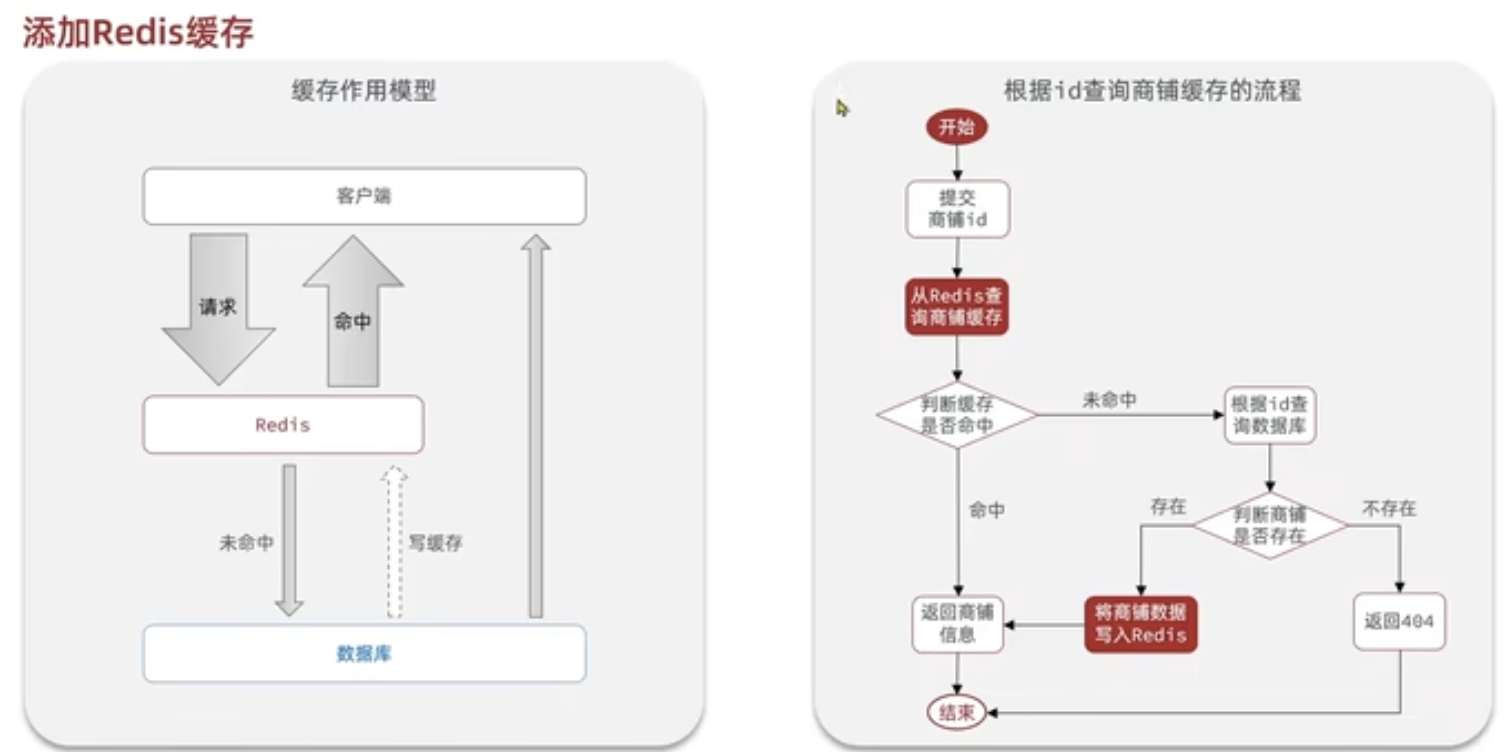 添加Redis缓存
缓存作用模型
客户端
请求
命中
Redis
未命中
写缓存
数据库
根据id查询商铺缓存的流程
开始
提交
商铺id
从Redis查
询商铺缓存
判断缓存
是否命中
未命中
根据id查
询数据库
命中
存在
判断商铺
是否存在
不存在
返回商铺
信息
将商铺数据
写入Redis
返回404
结束